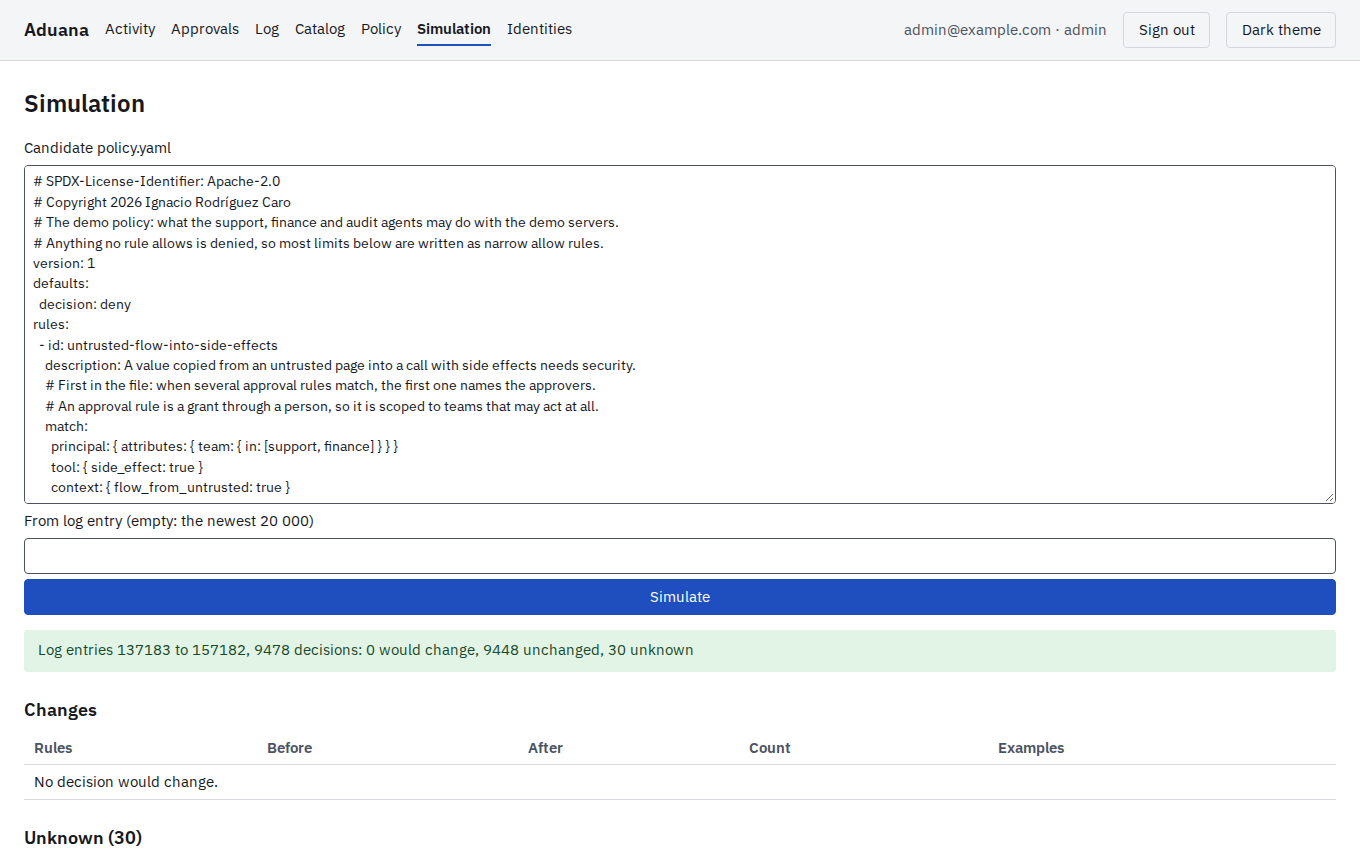 Aduana Activity Approvals Log Catalog Policy Simulation Identities admin@example.com · admin Sign out Dark theme
Simulation
Candidate policy.yaml
# SPDX-License-Identifier: Apache-2.0
# Copyright 2026 Ignacio Rodríguez Caro
# The demo policy: what the support, finance and audit agents may do with the demo servers.
# Anything no rule allows is denied, so most limits below are written as narrow allow rules.
version: 1
defaults:
  decision: deny
rules:
  - id: untrusted-flow-into-side-effects
    description: A value copied from an untrusted page into a call with side effects needs security.
    # First in the file: when several approval rules match, the first one names the approvers.
    # An approval rule is a grant through a person, so it is scoped to teams that may act at all.
    match:
      principal: { attributes: { team: { in: [support, finance] } } }
      tool: { side_effect: true }
      context: { flow_from_untrusted: true }
From log entry (empty: the newest 20 000)
Simulate
Log entries 137183 to 157182, 9478 decisions: 0 would change, 9448 unchanged, 30 unknown
Changes
Rules Before After Count Examples
No decision would change.
Unknown (30)